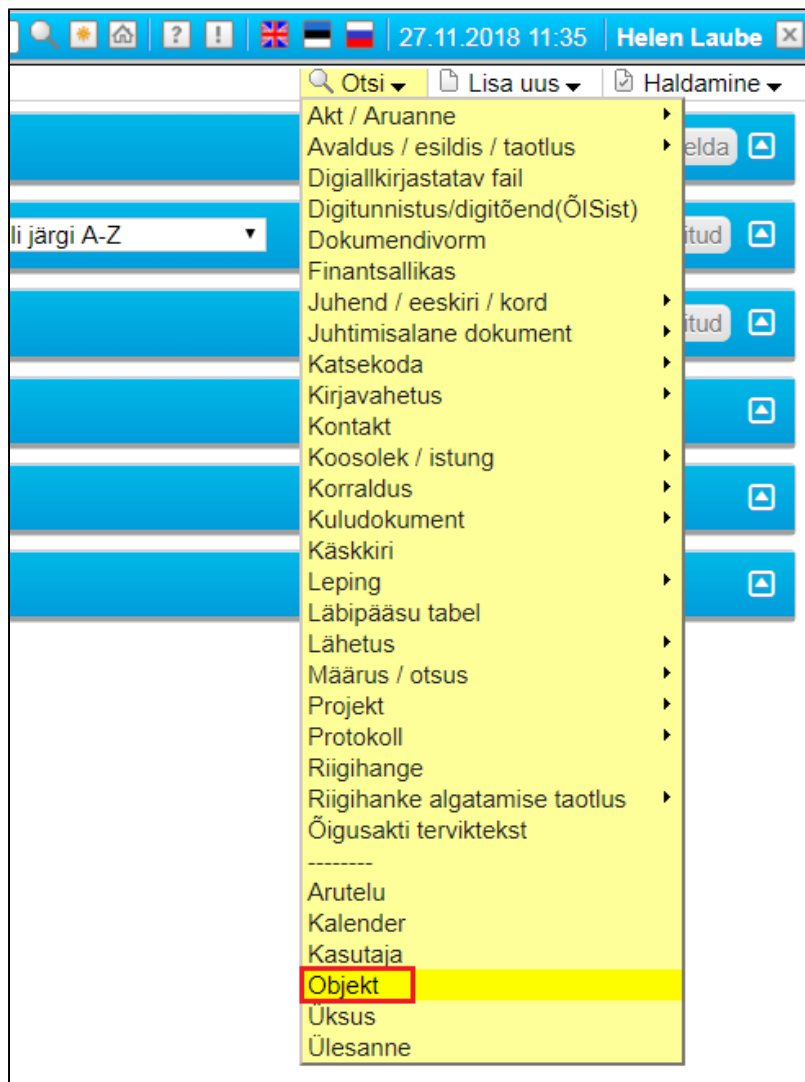 ? ! 27.11.2018 11:35 Helen Laube
Otsi Lisa uus Haldamine
Akt / Aruanne
Avaldus / esildis / taotlus
elda
Digiallkirjastatav fail
Digitunnistus/digitõend(ÕISist)
li järgi A-Z
itud
Dokumendivorm
Finantsallikas
Juhend / eeskiri / kord
itud
Juhtimisalane dokument
Katsekoda
Kirjavahetus
Kontakt
Koosolek / istung
Korraldus
Kuludokument
Käskkiri
Leping
Läbipääsu tabel
Lähetus
Määrus / otsus
Projekt
Protokoll
Riigihange
Riigihanke algatamise taotlus
Õigusakti terviktekst
--------
Arutelu
Kalender
Kasutaja
Objekt
Üksus
Ülesanne